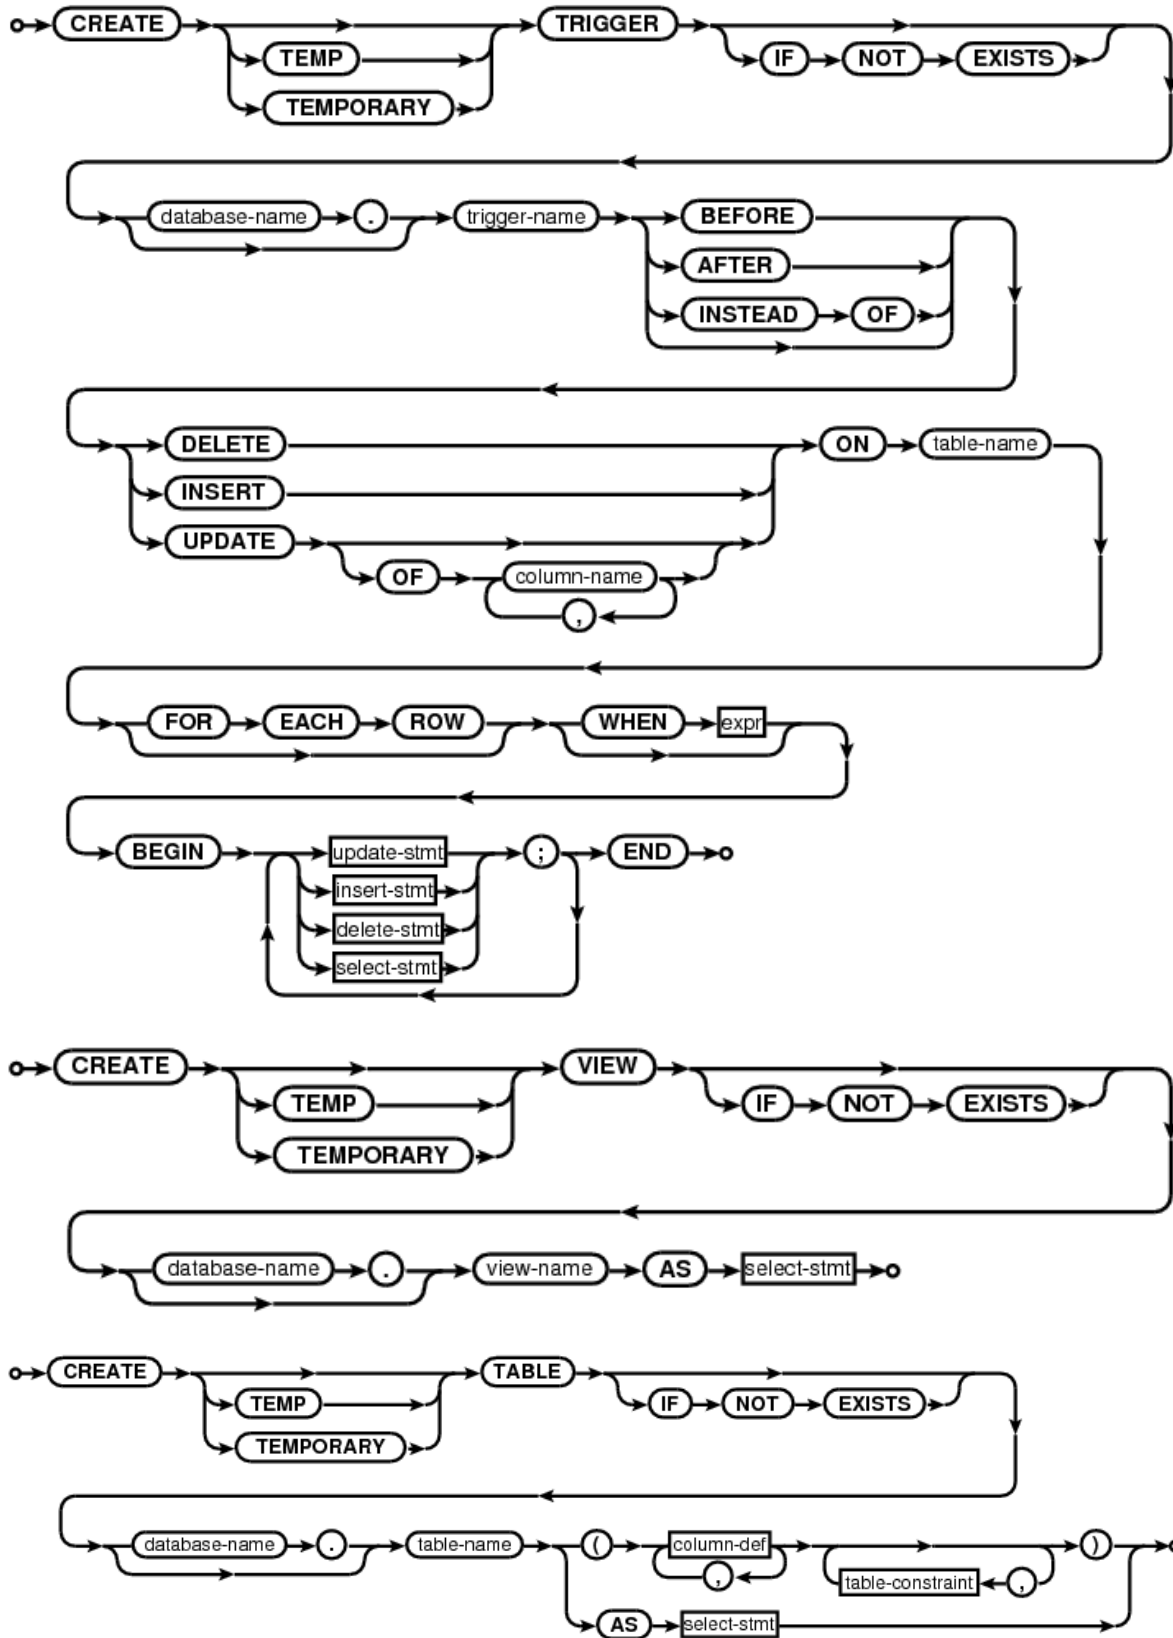 CREATE TRIGGER
TEMP IF NOT EXISTS
TEMPORARY
database-name . trigger-name BEFORE
AFTER
INSTEAD OF
DELETE ON table-name
INSERT
UPDATE
OF column-name
,
FOR EACH ROW WHEN expr
BEGIN update-stmt ; END
insert-stmt
delete-stmt
select-stmt
CREATE VIEW
TEMP IF NOT EXISTS
TEMPORARY
database-name . view-name AS select-stmt
CREATE TABLE
TEMP IF NOT EXISTS
TEMPORARY
database-name . table-name ( column-def )
, table-constraint ,
AS select-stmt